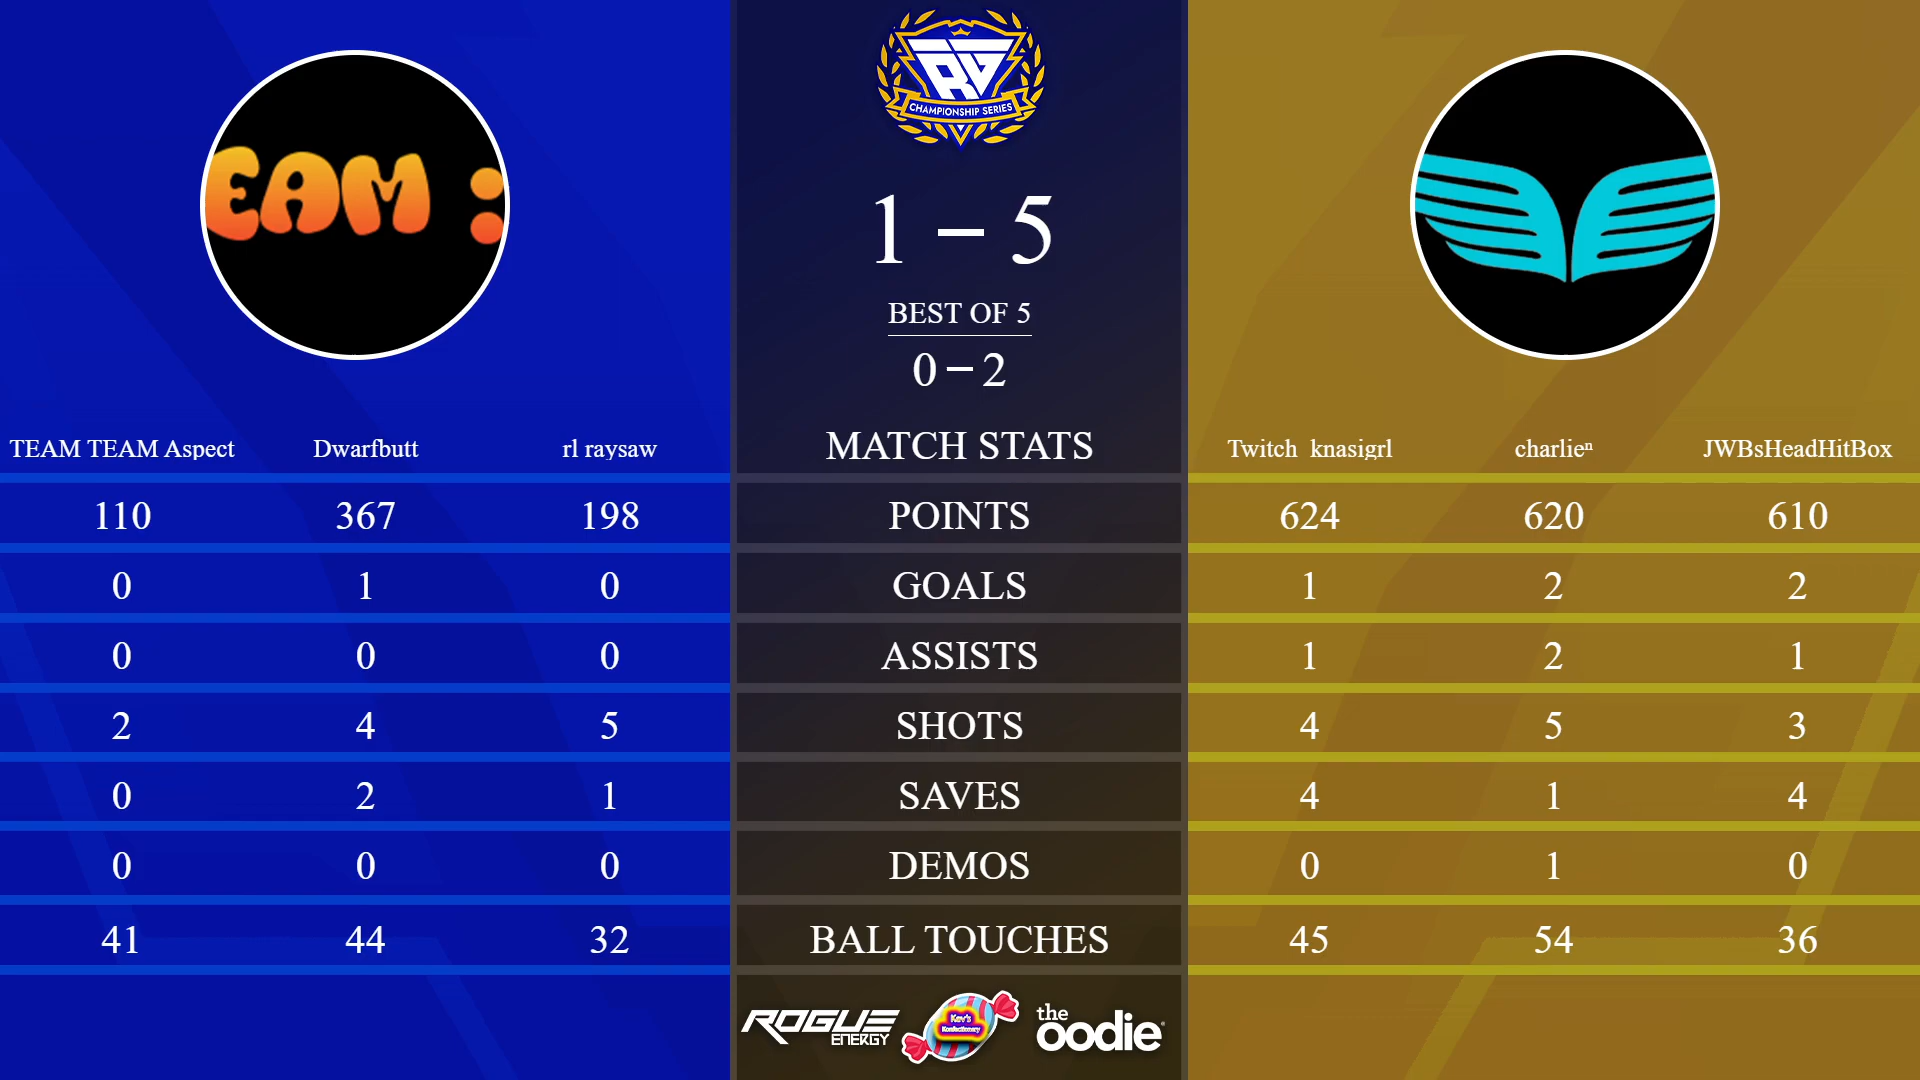 EAM :
RA
CHAMPIONSHIP SERIES
1 – 5
BEST OF 5
0 – 2
TEAM TEAM Aspect Dwarfbutt rl raysaw MATCH STATS Twitch knasigrl charlieⁿ JWBsHeadHitBox
110 367 198 POINTS 624 620 610
0 1 0 GOALS 1 2 2
0 0 0 ASSISTS 1 2 1
2 4 5 SHOTS 4 5 3
0 2 1 SAVES 4 1 4
0 0 0 DEMOS 0 1 0
41 44 32 BALL TOUCHES 45 54 36
ROGUE
ENERGY
Kev's
Konfectionery
the
oodie